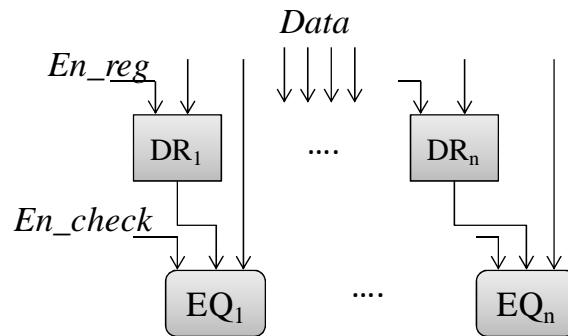 Data
En_reg
DR₁ .... DRₙ
En_check
EQ₁ .... EQₙ